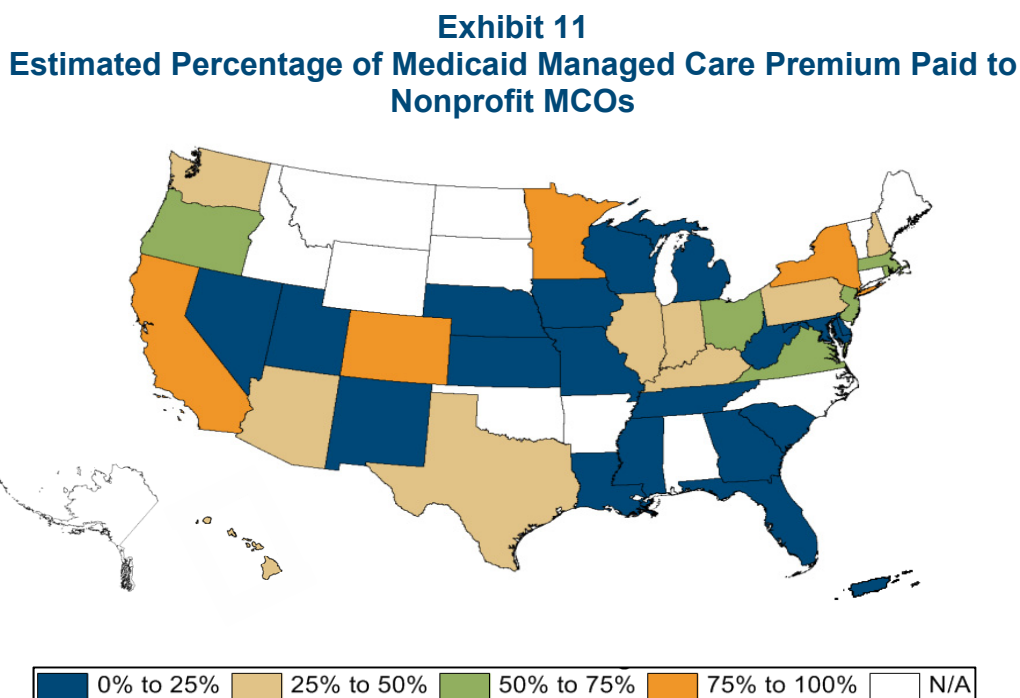 Exhibit 11
Estimated Percentage of Medicaid Managed Care Premium Paid to
Nonprofit MCOs
0% to 25% 25% to 50% 50% to 75% 75% to 100% N/A